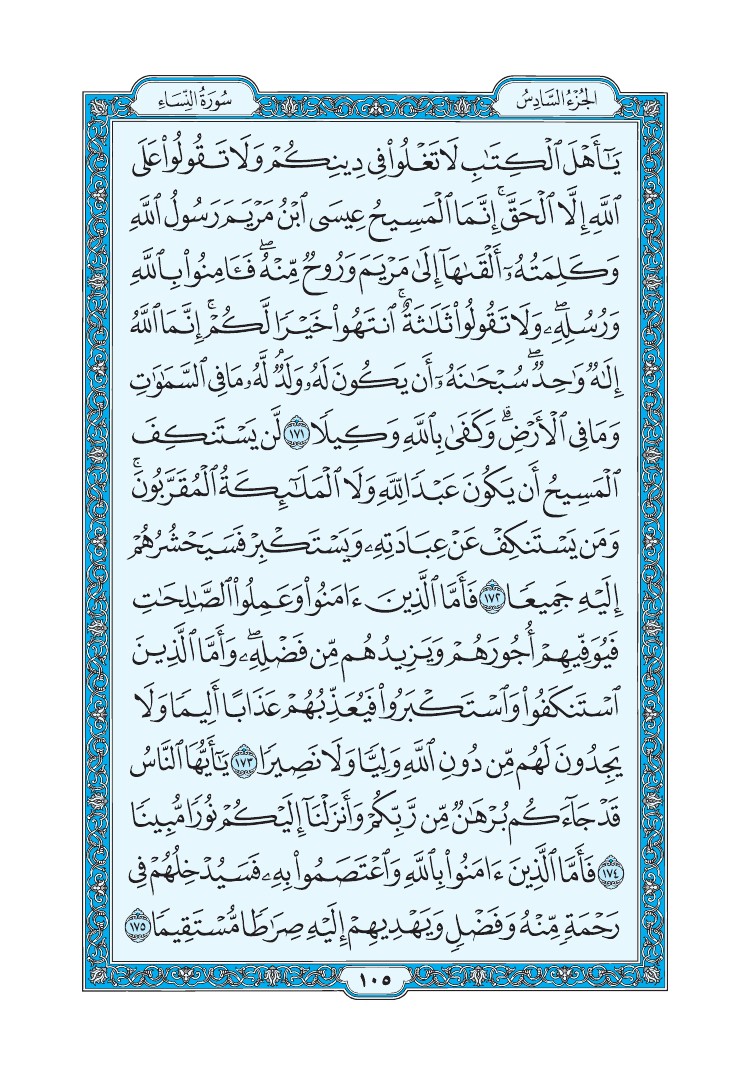 الجُزْءُ السَّادِسُ
سُورَةُ النِّسَاءِ
يَٰٓأَهْلَ ٱلْكِتَٰبِ لَا تَغْلُوا۟ فِى دِينِكُمْ وَلَا تَقُولُوا۟ عَلَى
ٱللَّهِ إِلَّا ٱلْحَقَّ ۚ إِنَّمَا ٱلْمَسِيحُ عِيسَى ٱبْنُ مَرْيَمَ رَسُولُ ٱللَّهِ
وَكَلِمَتُهُۥٓ أَلْقَىٰهَآ إِلَىٰ مَرْيَمَ وَرُوحٌ مِّنْهُ ۖ فَـَٔامِنُوا۟ بِٱللَّهِ
وَرُسُلِهِۦ ۖ وَلَا تَقُولُوا۟ ثَلَٰثَةٌ ۚ ٱنتَهُوا۟ خَيْرًا لَّكُمْ ۚ إِنَّمَا ٱللَّهُ
إِلَٰهٌ وَٰحِدٌ ۖ سُبْحَٰنَهُۥٓ أَن يَكُونَ لَهُۥ وَلَدٌ ۘ لَّهُۥ مَا فِى ٱلسَّمَٰوَٰتِ
وَمَا فِى ٱلْأَرْضِ ۗ وَكَفَىٰ بِٱللَّهِ وَكِيلًا ١٧١ لَّن يَسْتَنكِفَ
ٱلْمَسِيحُ أَن يَكُونَ عَبْدًا لِّلَّهِ وَلَا ٱلْمَلَٰٓئِكَةُ ٱلْمُقَرَّبُونَ ۚ
وَمَن يَسْتَنكِفْ عَنْ عِبَادَتِهِۦ وَيَسْتَكْبِرْ فَسَيَحْشُرُهُمْ
إِلَيْهِ جَمِيعًا ١٧٢ فَأَمَّا ٱلَّذِينَ ءَامَنُوا۟ وَعَمِلُوا۟ ٱلصَّٰلِحَٰتِ
فَيُوَفِّيهِمْ أُجُورَهُمْ وَيَزِيدُهُم مِّن فَضْلِهِۦ ۖ وَأَمَّا ٱلَّذِينَ
ٱسْتَنكَفُوا۟ وَٱسْتَكْبَرُوا۟ فَيُعَذِّبُهُمْ عَذَابًا أَلِيمًا وَلَا
يَجِدُونَ لَهُم مِّن دُونِ ٱللَّهِ وَلِيًّا وَلَا نَصِيرًا ١٧٣ يَٰٓأَيُّهَا ٱلنَّاسُ
قَدْ جَآءَكُم بُرْهَٰنٌ مِّن رَّبِّكُمْ وَأَنزَلْنَآ إِلَيْكُمْ نُورًا مُّبِينًا
١٧٤ فَأَمَّا ٱلَّذِينَ ءَامَنُوا۟ بِٱللَّهِ وَٱعْتَصَمُوا۟ بِهِۦ فَسَيُدْخِلُهُمْ فِى
رَحْمَةٍ مِّنْهُ وَفَضْلٍ وَيَهْدِيهِمْ إِلَيْهِ صِرَٰطًا مُّسْتَقِيمًا ١٧٥
١٠٥